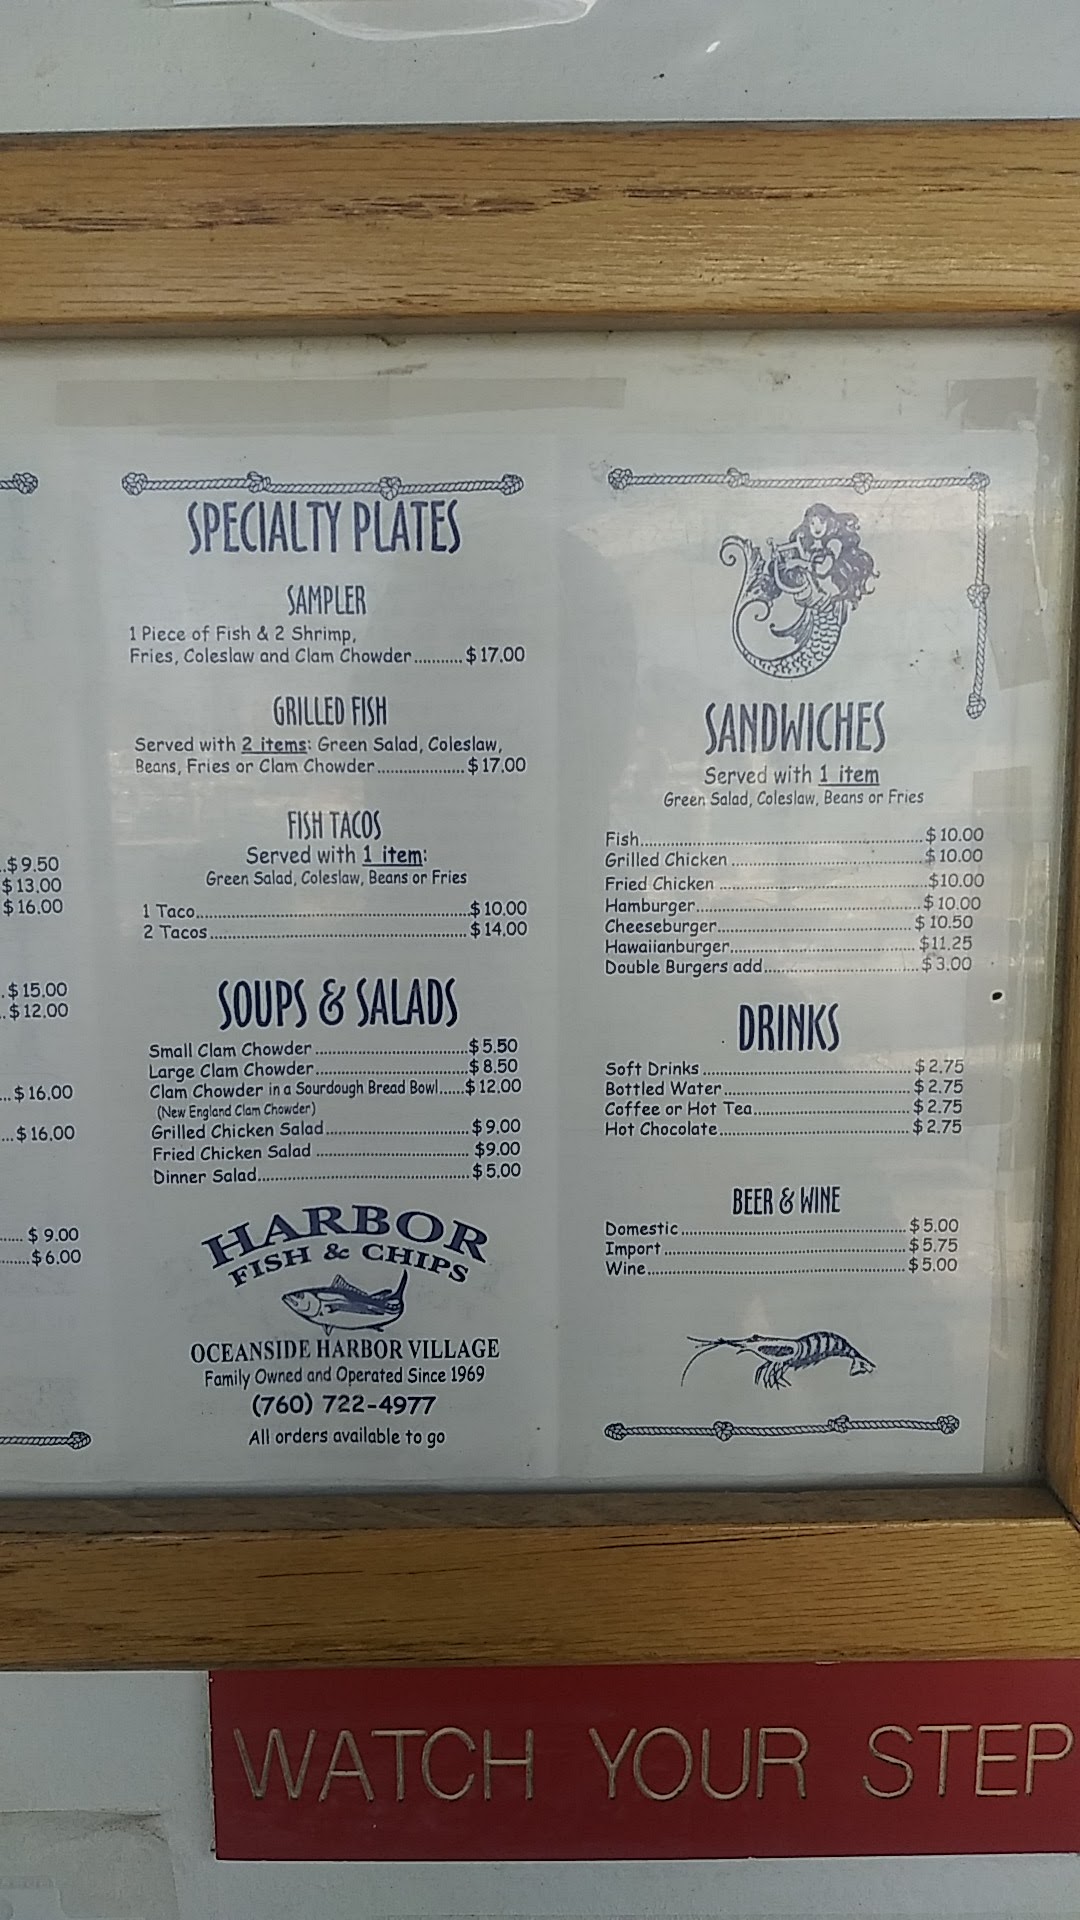 $9.50
$13.00
$16.00
$15.00
$12.00
$16.00
$16.00
$9.00
$6.00
SPECIALTY PLATES
SAMPLER
1 Piece of Fish & 2 Shrimp,
Fries, Coleslaw and Clam Chowder..........$17.00
GRILLED FISH
Served with 2 items: Green Salad, Coleslaw,
Beans, Fries or Clam Chowder...................$17.00
FISH TACOS
Served with 1 item:
Green Salad, Coleslaw, Beans or Fries
1 Taco..........$10.00
2 Tacos..........$14.00
SOUPS & SALADS
Small Clam Chowder..........$5.50
Large Clam Chowder..........$8.50
Clam Chowder in a Sourdough Bread Bowl......$12.00
(New England Clam Chowder)
Grilled Chicken Salad..........$9.00
Fried Chicken Salad..........$9.00
Dinner Salad..........$5.00
HARBOR
FISH & CHIPS
OCEANSIDE HARBOR VILLAGE
Family Owned and Operated Since 1969
(760) 722-4977
All orders available to go
SANDWICHES
Served with 1 item
Green Salad, Coleslaw, Beans or Fries
Fish..........$10.00
Grilled Chicken..........$10.00
Fried Chicken..........$10.00
Hamburger..........$10.00
Cheeseburger..........$10.50
Hawaiianburger..........$11.25
Double Burgers add..........$3.00
DRINKS
Soft Drinks..........$2.75
Bottled Water..........$2.75
Coffee or Hot Tea..........$2.75
Hot Chocolate..........$2.75
BEER & WINE
Domestic..........$5.00
Import..........$5.75
Wine..........$5.00
WATCH YOUR STEP